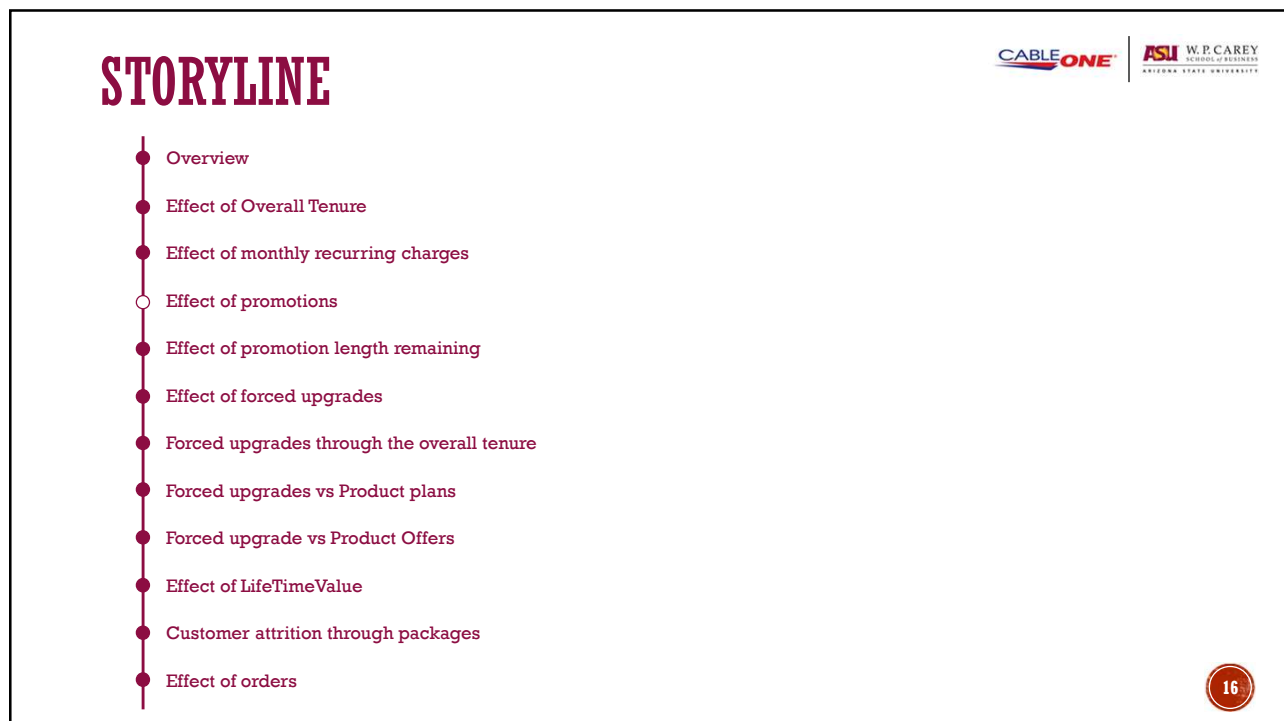 STORYLINE
CABLE ONE
ASU W. P. CAREY
SCHOOL of BUSINESS
ARIZONA STATE UNIVERSITY
Overview
Effect of Overall Tenure
Effect of monthly recurring charges
Effect of promotions
Effect of promotion length remaining
Effect of forced upgrades
Forced upgrades through the overall tenure
Forced upgrades vs Product plans
Forced upgrade vs Product Offers
Effect of LifeTimeValue
Customer attrition through packages
Effect of orders
16